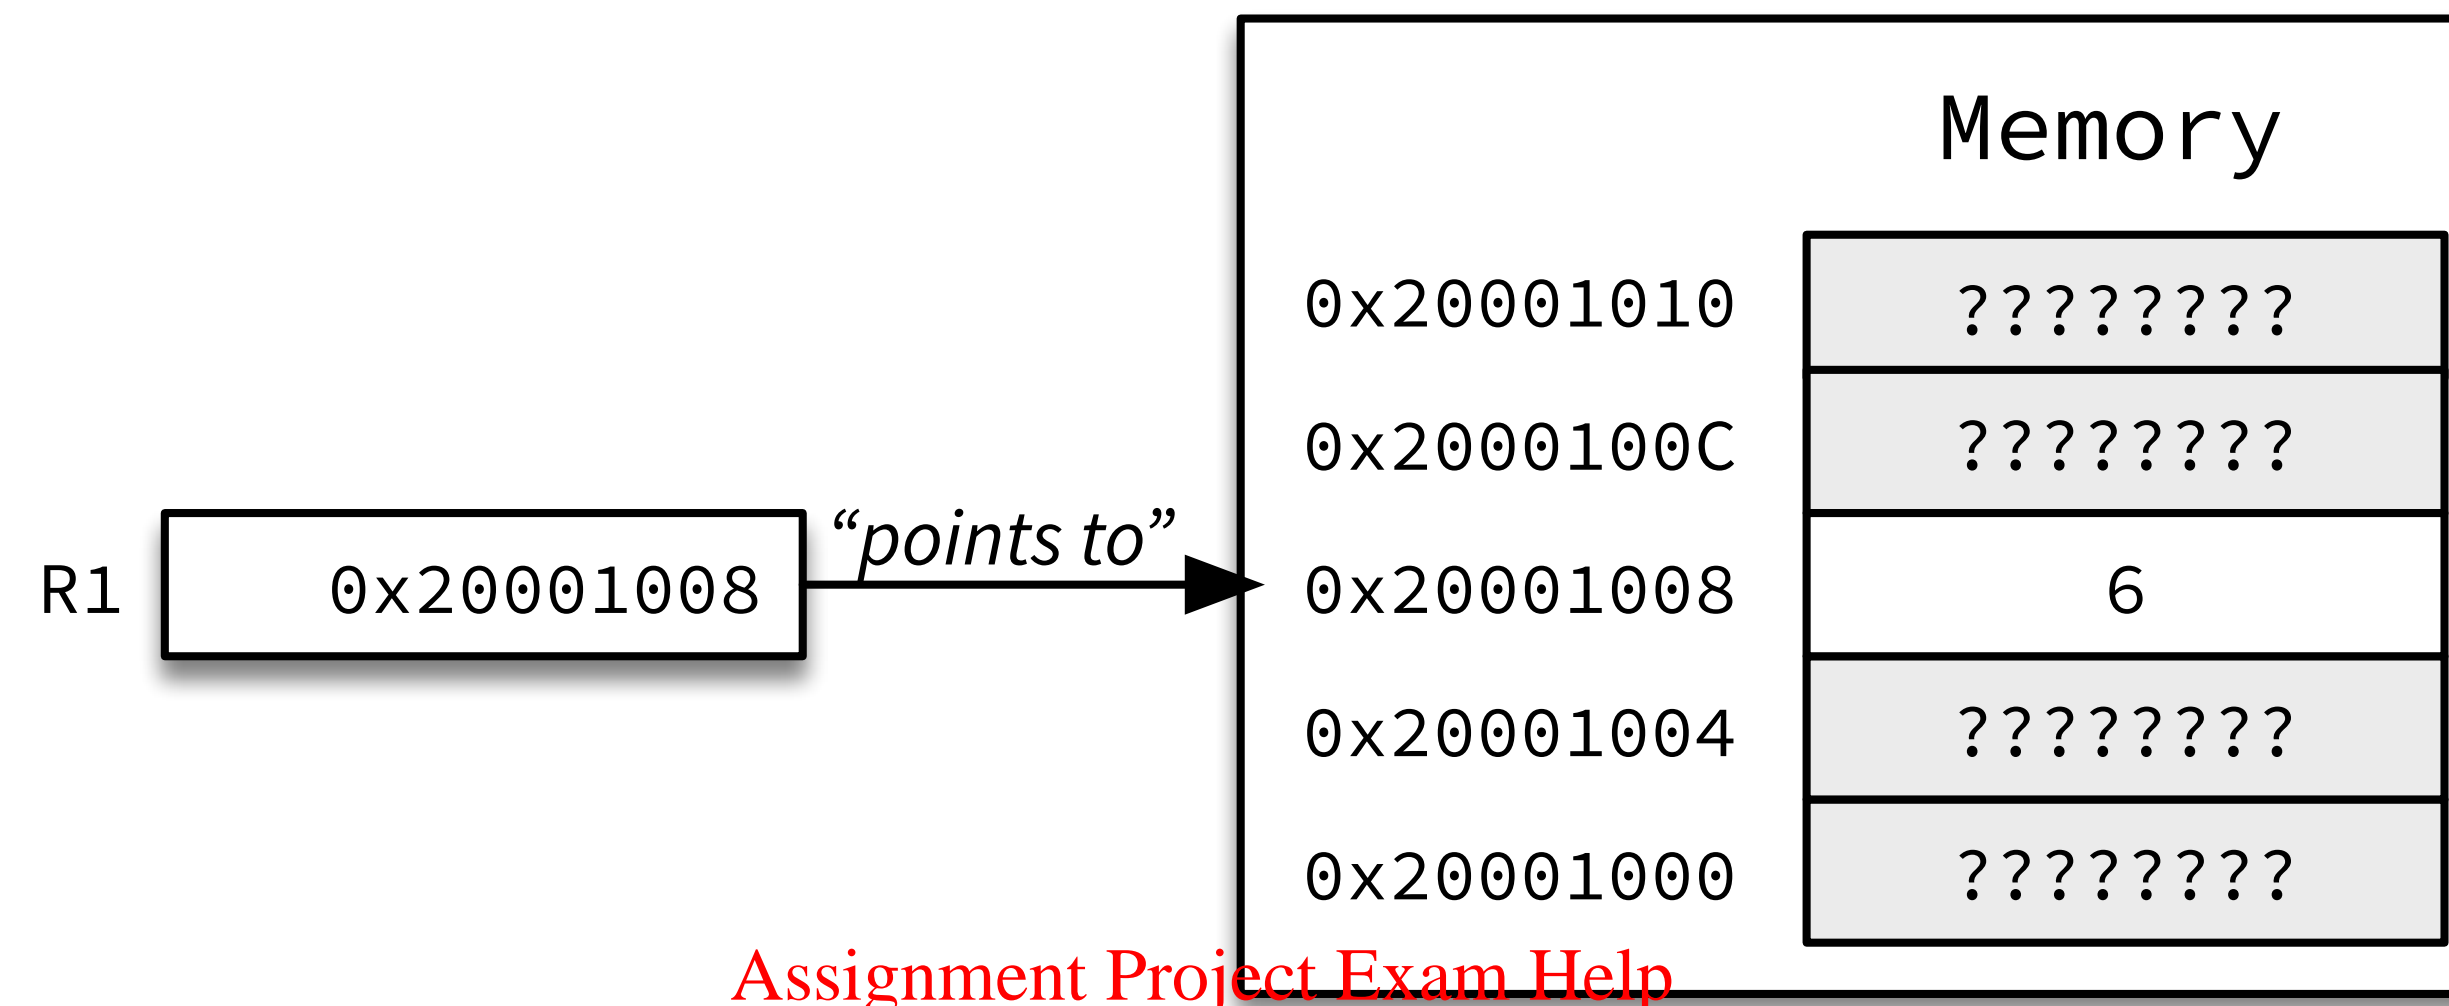 Memory
0x20001010 ????????
0x2000100C ????????
“points to”
R1 0x20001008 0x20001008 6
0x20001004 ????????
0x20001000 ????????
Assignment Project Exam Help